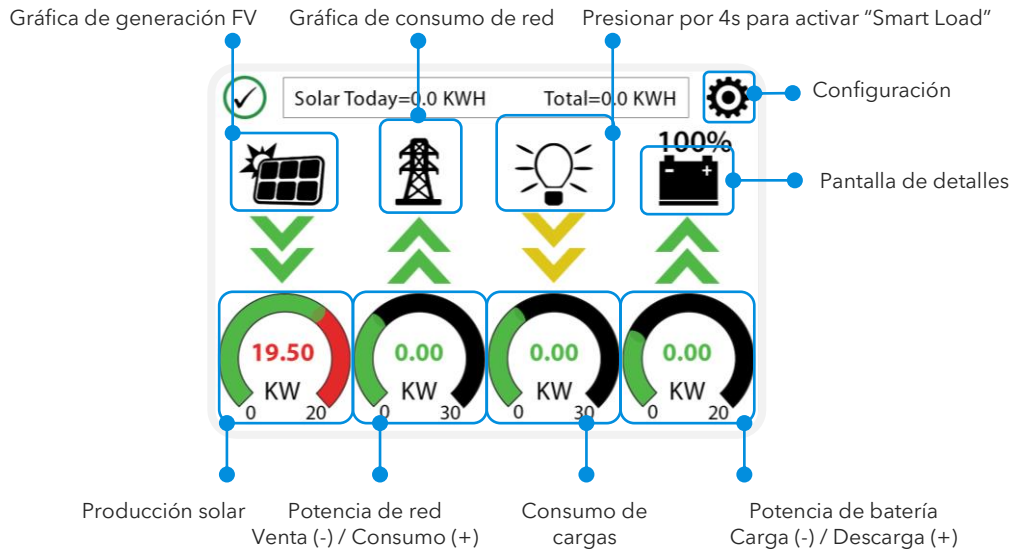 Gráfica de generación FV
Gráfica de consumo de red
Presionar por 4s para activar “Smart Load”
Solar Today=0.0 KWH
Total=0.0 KWH
Configuración
100%
Pantalla de detalles
19.50
0.00
0.00
0.00
KW
KW
KW
KW
0 20
0 30
0 30
0 20
Producción solar
Potencia de red
Venta (-) / Consumo (+)
Consumo de
cargas
Potencia de batería
Carga (-) / Descarga (+)